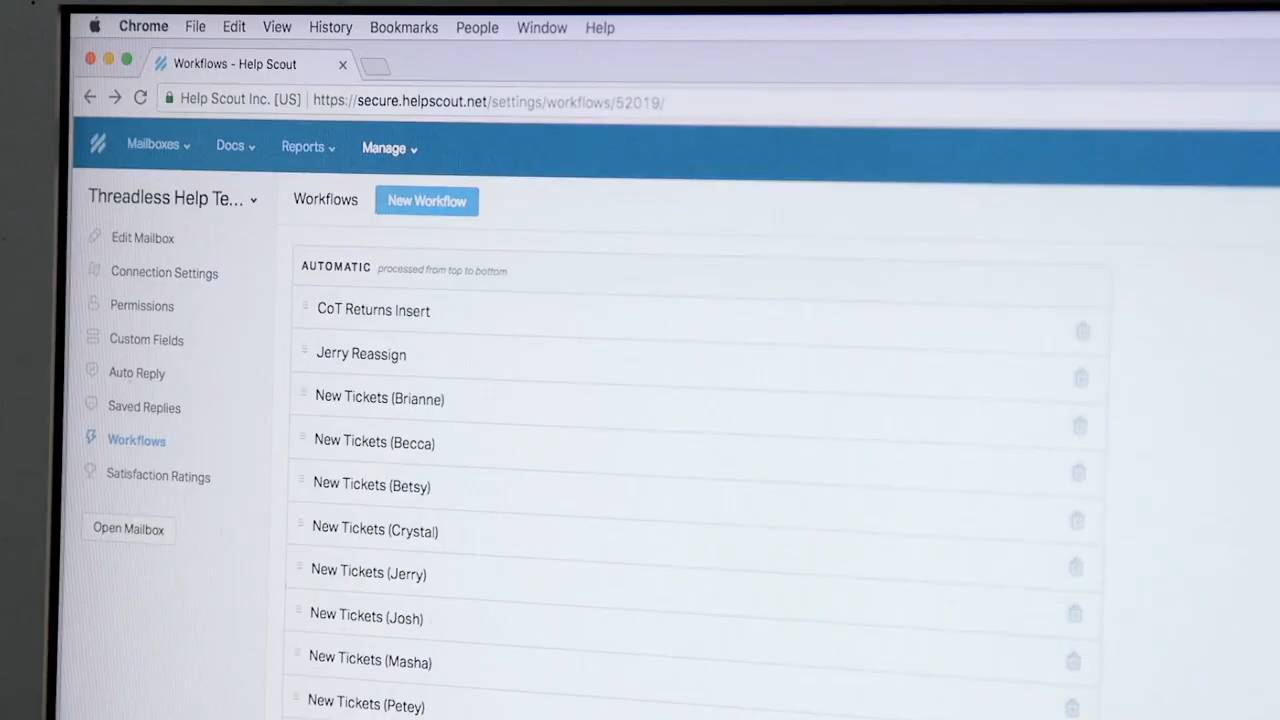 Chrome File Edit View History Bookmarks People Window Help
Workflows - Help Scout
Help Scout Inc. [US] https://secure.helpscout.net/settings/workflows/52019/
Mailboxes Docs Reports Manage
Threadless Help Te...
Edit Mailbox
Connection Settings
Permissions
Custom Fields
Auto Reply
Saved Replies
Workflows
Satisfaction Ratings
Open Mailbox
Workflows New Workflow
AUTOMATIC processed from top to bottom
CoT Returns Insert
Jerry Reassign
New Tickets (Brianne)
New Tickets (Becca)
New Tickets (Betsy)
New Tickets (Crystal)
New Tickets (Jerry)
New Tickets (Josh)
New Tickets (Masha)
New Tickets (Petey)